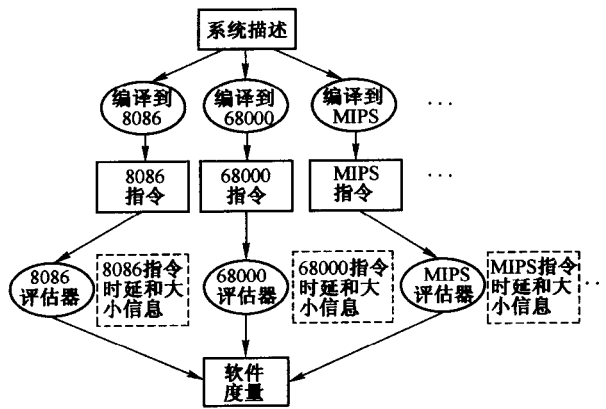 系统描述
编译到
8086
编译到
68000
编译到
MIPS
...
8086
指令
68000
指令
MIPS
指令
...
8086
评估器
8086指令
时延和大
小信息
68000
评估器
68000指令
时延和大
小信息
MIPS
评估器
MIPS指令
时延和大
小信息
..
软件
度量